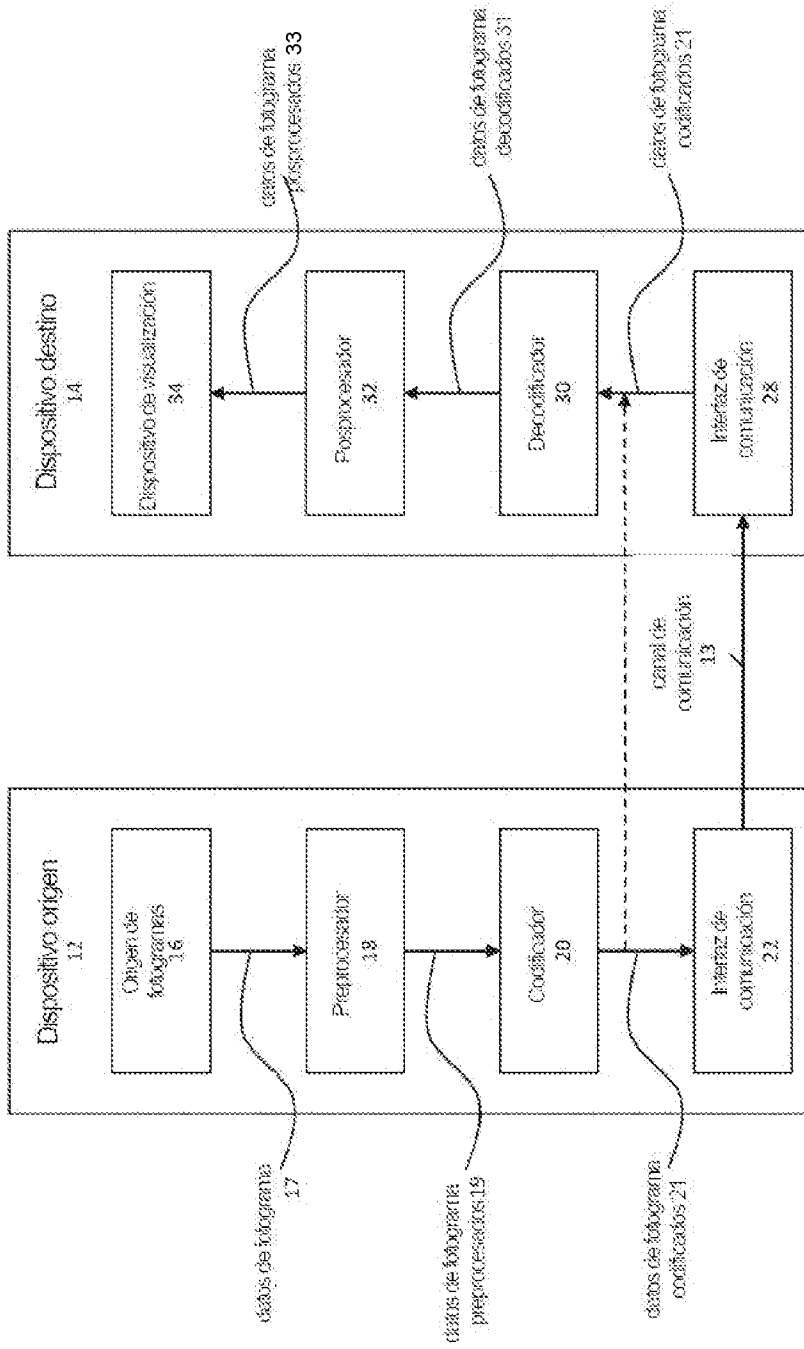 Dispositivo origen
12
Origen de
fotogramas
16
datos de fotograma
17
Preprocesador
18
datos de fotograma
preprocesados 19
Codificador
20
datos de fotograma
codificados 21
Interfaz de
comunicación
22
canal de
comunicación
13
Dispositivo destino
14
Dispositivo de visualización
34
datos de fotograma
posprocesados 33
Posprocesador
32
datos de fotograma
decodificados 31
Decodificador
30
datos de fotograma
codificados 21
Interfaz de
comunicación
28